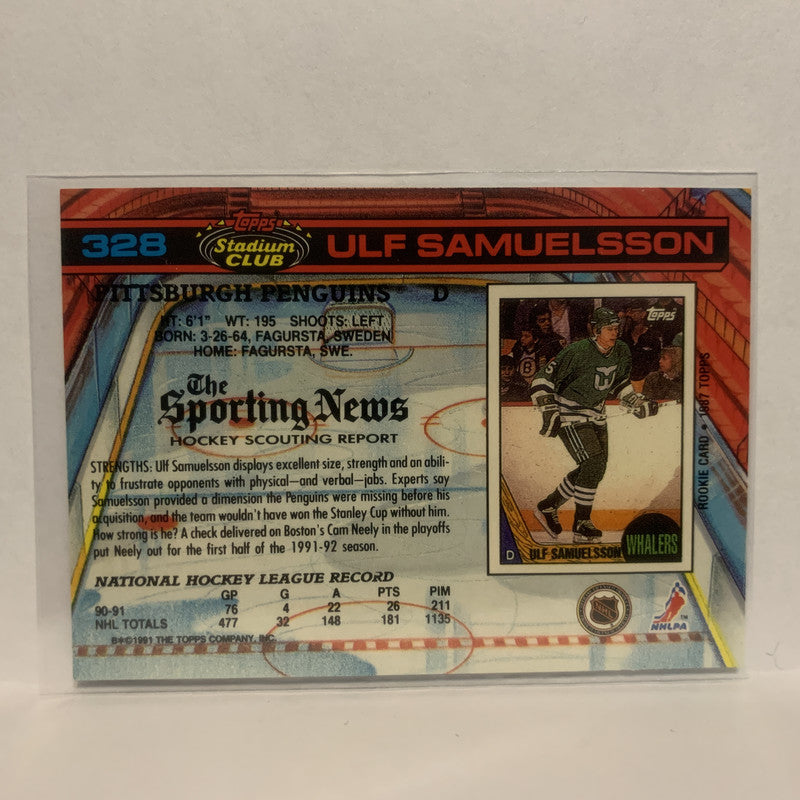 328
Topps
Stadium
CLUB
ULF SAMUELSSON
PITTSBURGH PENGUINS D
HT: 6'1" WT: 195 SHOOTS: LEFT
BORN: 3-26-64, FAGURSTA, SWEDEN
HOME: FAGURSTA, SWE.
The
Sporting News
HOCKEY SCOUTING REPORT
STRENGTHS: Ulf Samuelsson displays excellent size, strength and an abili-
ty to frustrate opponents with physical—and verbal—jabs. Experts say
Samuelsson provided a dimension the Penguins were missing before his
acquisition, and the team wouldn't have won the Stanley Cup without him.
How strong is he? A check delivered on Boston's Cam Neely in the playoffs
put Neely out for the first half of the 1991-92 season.
NATIONAL HOCKEY LEAGUE RECORD
GP G A PTS PIM
90-91 76 4 22 26 211
NHL TOTALS 477 32 148 181 1135
B*©1991 THE TOPPS COMPANY, INC.
Topps
5
D ULF SAMUELSSON WHALERS
ROOKIE CARD • 1987 TOPPS
NHL
NHLPA
TM